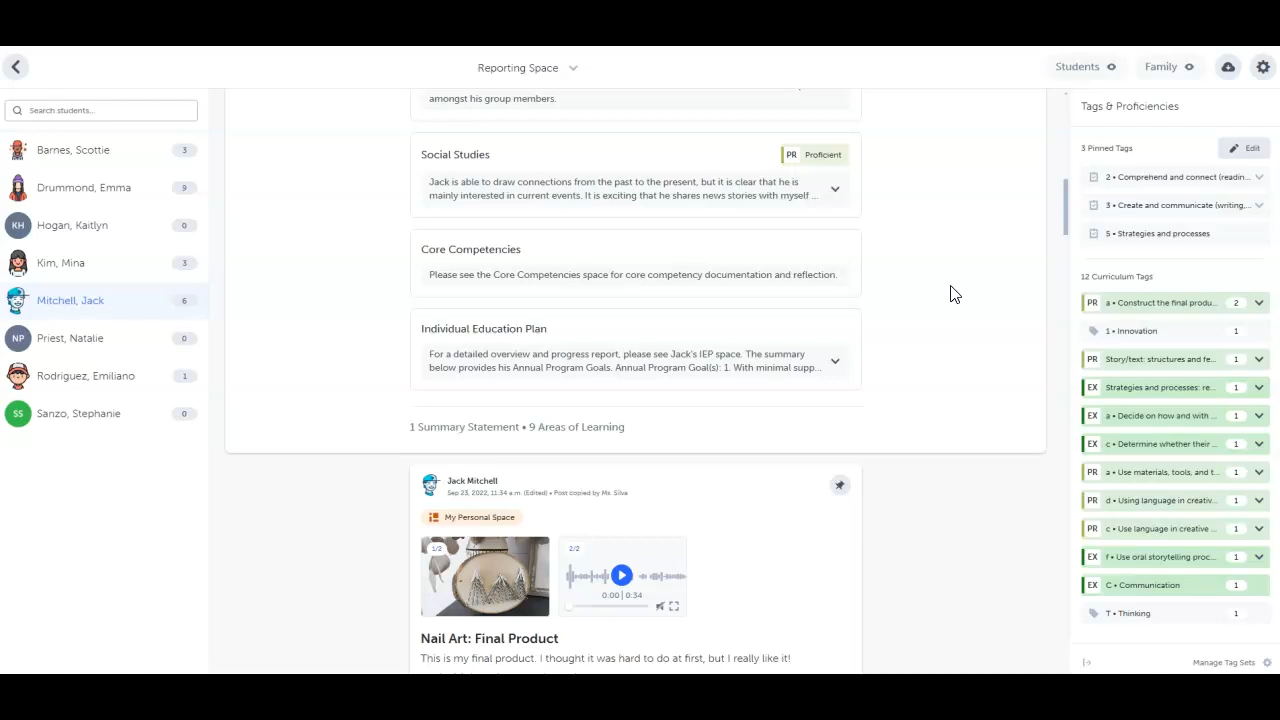 Reporting Space
Students
Family
Search students...
Barnes, Scottie
3
Drummond, Emma
9
KH
Hogan, Kaitlyn
0
Kim, Mina
3
Mitchell, Jack
6
NP
Priest, Natalie
0
Rodriguez, Emiliano
1
SS
Sanzo, Stephanie
0
amongst his group members.
Social Studies
PR Proficient
Jack is able to draw connections from the past to the present, but it is clear that he is
mainly interested in current events. It is exciting that he shares news stories with myself ...
Core Competencies
Please see the Core Competencies space for core competency documentation and reflection.
Individual Education Plan
For a detailed overview and progress report, please see Jack's IEP space. The summary
below provides his Annual Program Goals. Annual Program Goal(s): 1. With minimal supp...
1 Summary Statement • 9 Areas of Learning
Jack Mitchell
Sep 23, 2022, 11:34 a.m. (Edited) • Post copied by Ms. Silva
My Personal Space
1/2
2/2
0:00 | 0:34
Nail Art: Final Product
This is my final product. I thought it was hard to do at first, but I really like it!
Tags & Proficiencies
3 Pinned Tags
Edit
2 • Comprehend and connect (readin...
3 • Create and communicate (writing,...
5 • Strategies and processes
12 Curriculum Tags
PR a • Construct the final produ... 2
1 • Innovation 1
PR Story/text: structures and fe... 1
EX Strategies and processes: re... 1
EX a • Decide on how and with ... 1
EX c • Determine whether their ... 1
PR a • Use materials, tools, and t... 1
PR d • Using language in creativ... 1
PR c • Use language in creative ... 1
EX f • Use oral storytelling proc... 1
EX C • Communication 1
T • Thinking 1
Manage Tag Sets